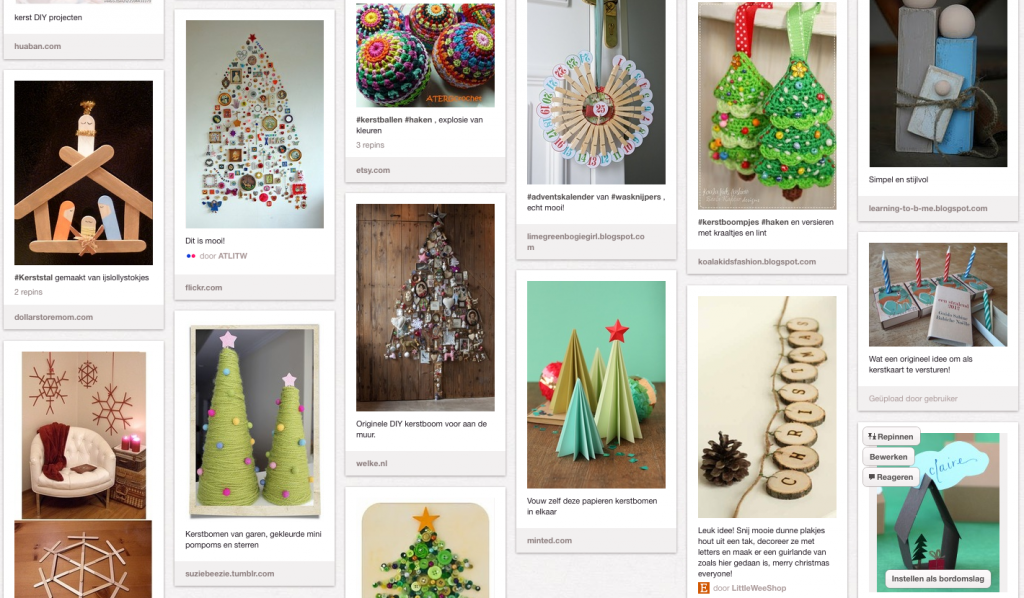 kerst DIY projecten
huaban.com
#Kerststal gemaakt van ijslollystokjes
2 repins
dollarstoremom.com
Dit is mooi!
door ATLITW
flickr.com
Kerstbomen van garen, gekleurde mini
pompoms en sterren
suziebeezie.tumblr.com
#kerstballen #haken , explosie van
kleuren
3 repins
etsy.com
Originele DIY kerstboom voor aan de
muur.
welke.nl
25
#adventskalender van #wasknijpers ,
echt mooi!
limegreenbogiegirl.blogspot.co
m
Vouw zelf deze papieren kerstbomen
in elkaar
minted.com
#kerstboompjes #haken en versieren
met kraaltjes en lint
koalakidsfashion.blogspot.com
CHRISTMA
Leuk idee! Snij mooie dunne plakjes
hout uit een tak, decoreer ze met
letters en maak er een guirlande van
zoals hier gedaan is, merry christmas
everyone!
E door LittleWeeShop
Simpel en stijlvol
learning-to-b-me.blogspot.com
Wat een origineel idee om als
kerstkaart te versturen!
Geüpload door gebruiker
Repinnen
Bewerken
Reageren
claire
Instellen als bordomslag